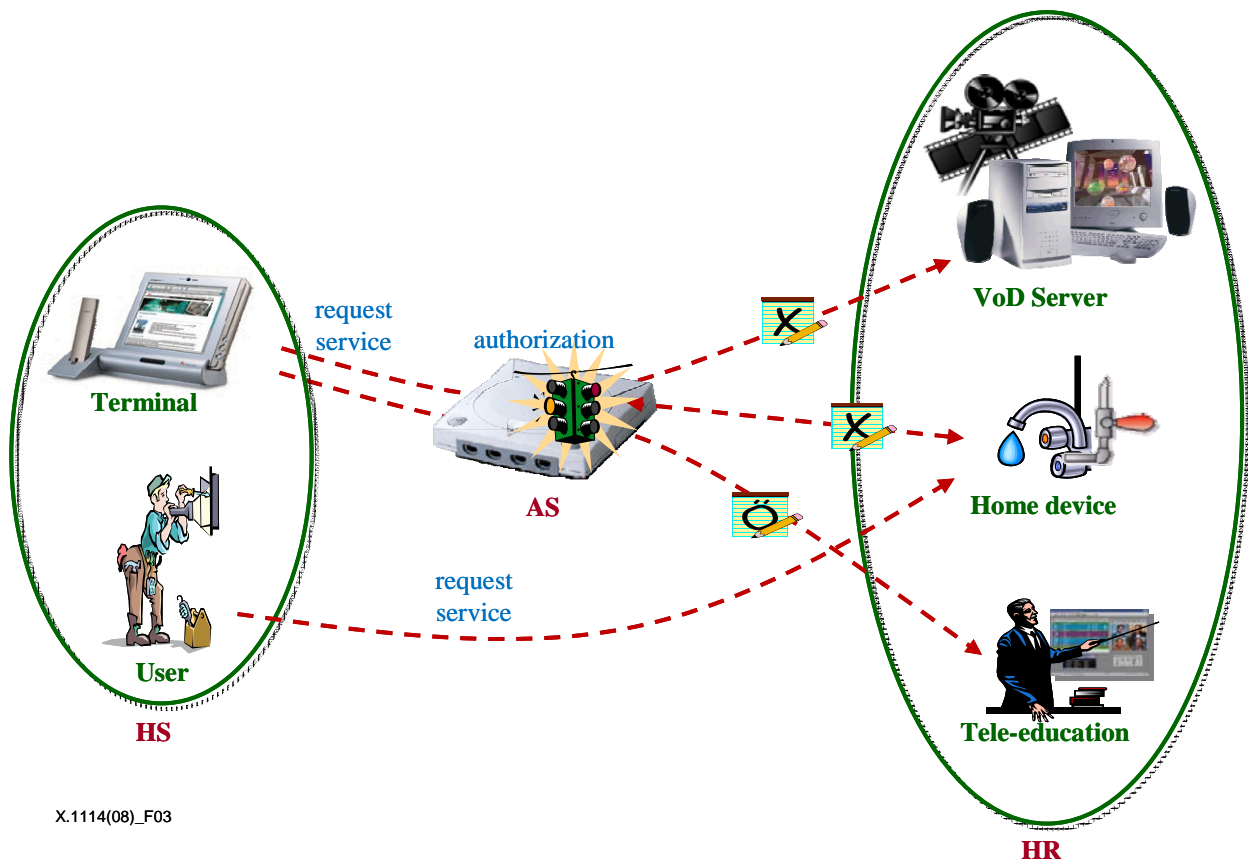 VoD Server
request
service
authorization
X
Terminal
X
Home device
AS
Ö
request
service
User
Tele-education
HS
X.1114(08)_F03
HR